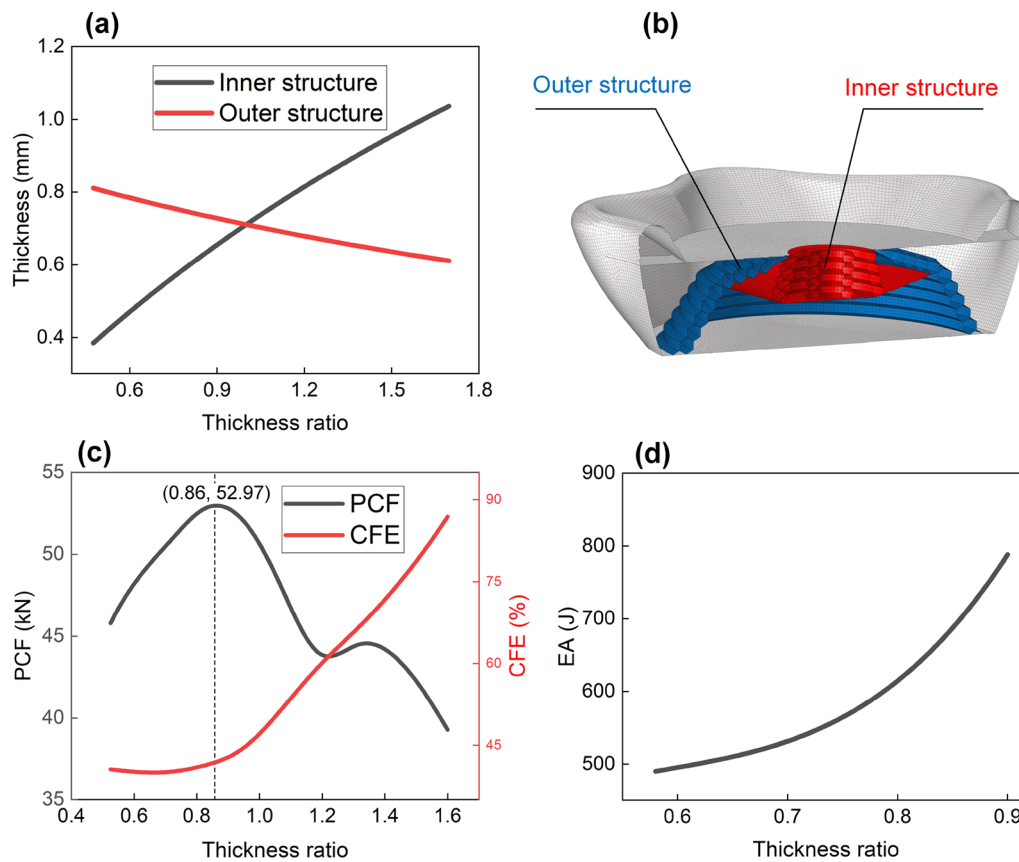 (a)
1.2
1.0
0.8
0.6
0.4
Thickness (mm)
Inner structure
Outer structure
0.6 0.9 1.2 1.5 1.8
Thickness ratio
(b)
Outer structure
Inner structure
(c)
55
50
45
40
35
PCF (kN)
(0.86, 52.97)
PCF
CFE
90
75
60
45
CFE (%)
0.4 0.6 0.8 1.0 1.2 1.4 1.6
Thickness ratio
(d)
900
800
700
600
500
EA (J)
0.6 0.7 0.8 0.9
Thickness ratio